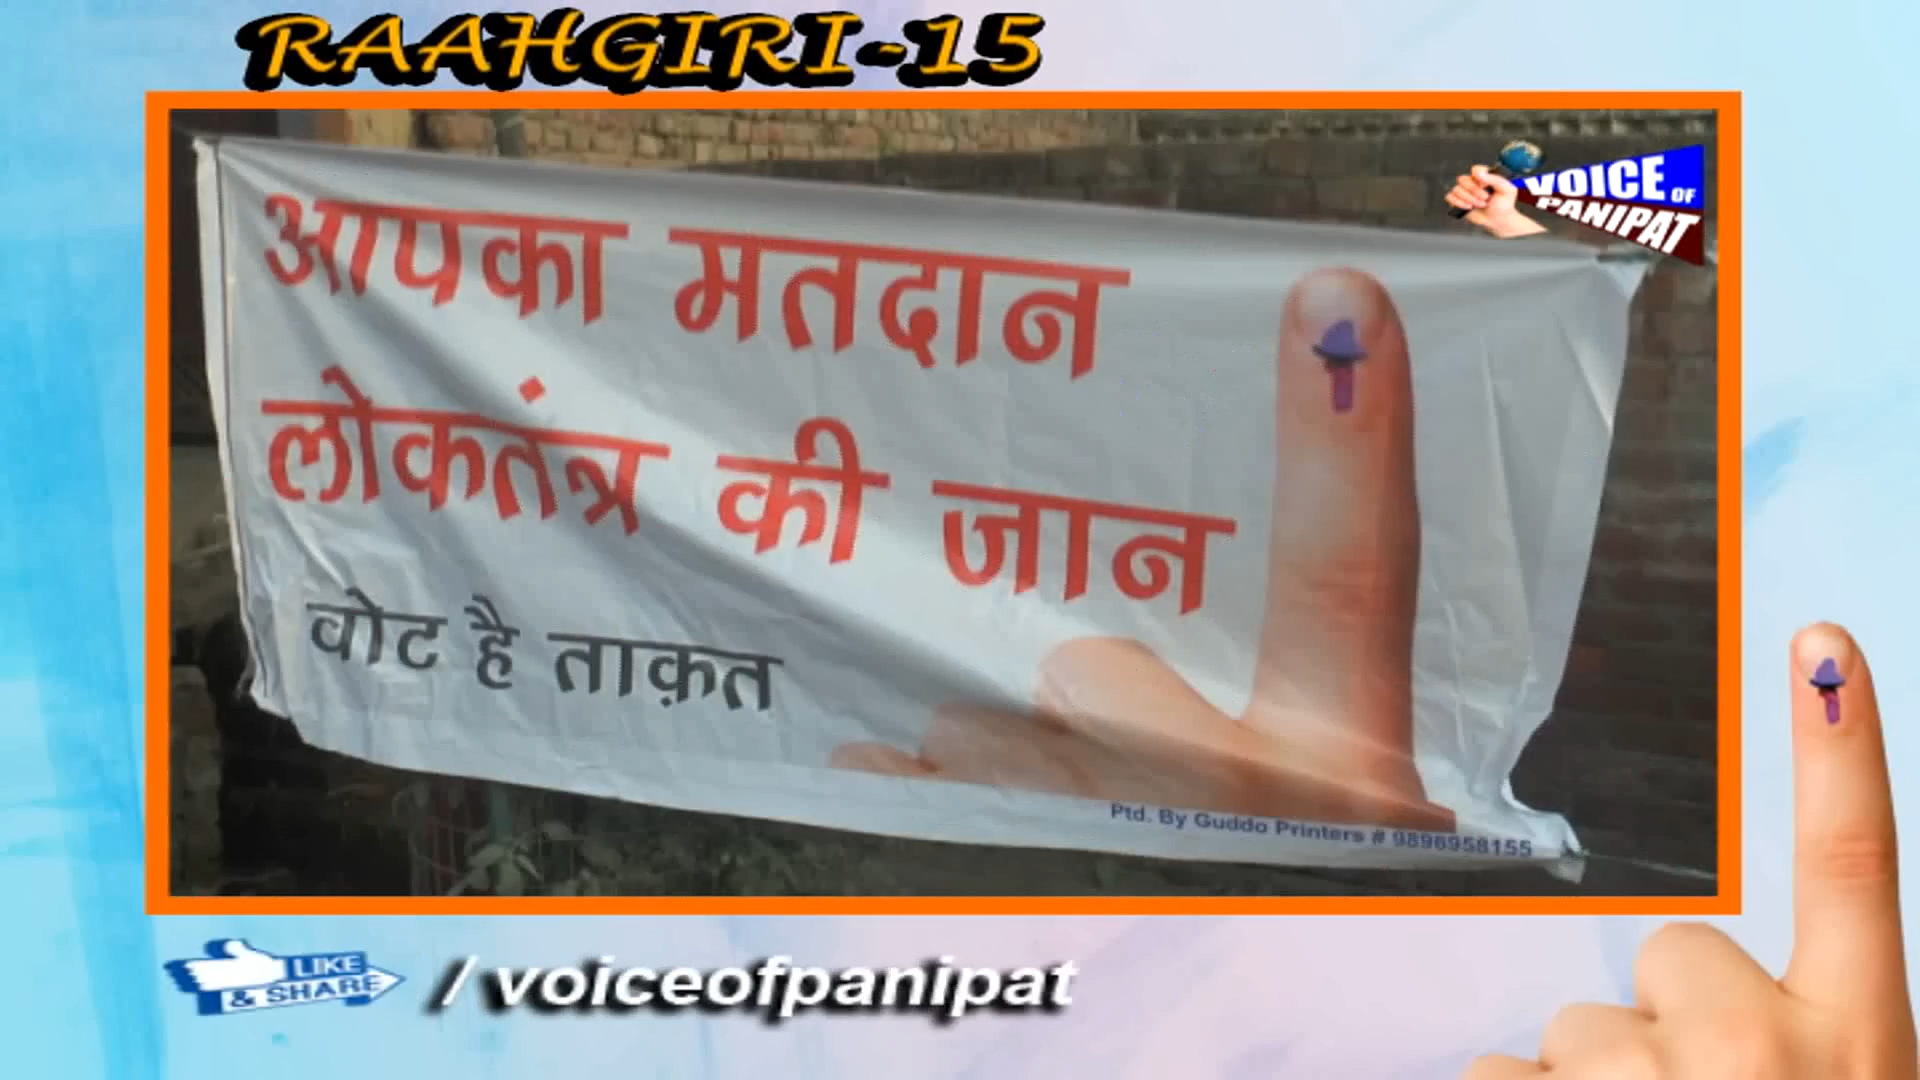 RAAHGIRI-15
VOICE OF
PANIPAT
आपका मतदान
लोकतंत्र की जान
वोट है ताक़त
Ptd. By Guddo Printers # 9896958155
LIKE
& SHARE
/ voiceofpanipat